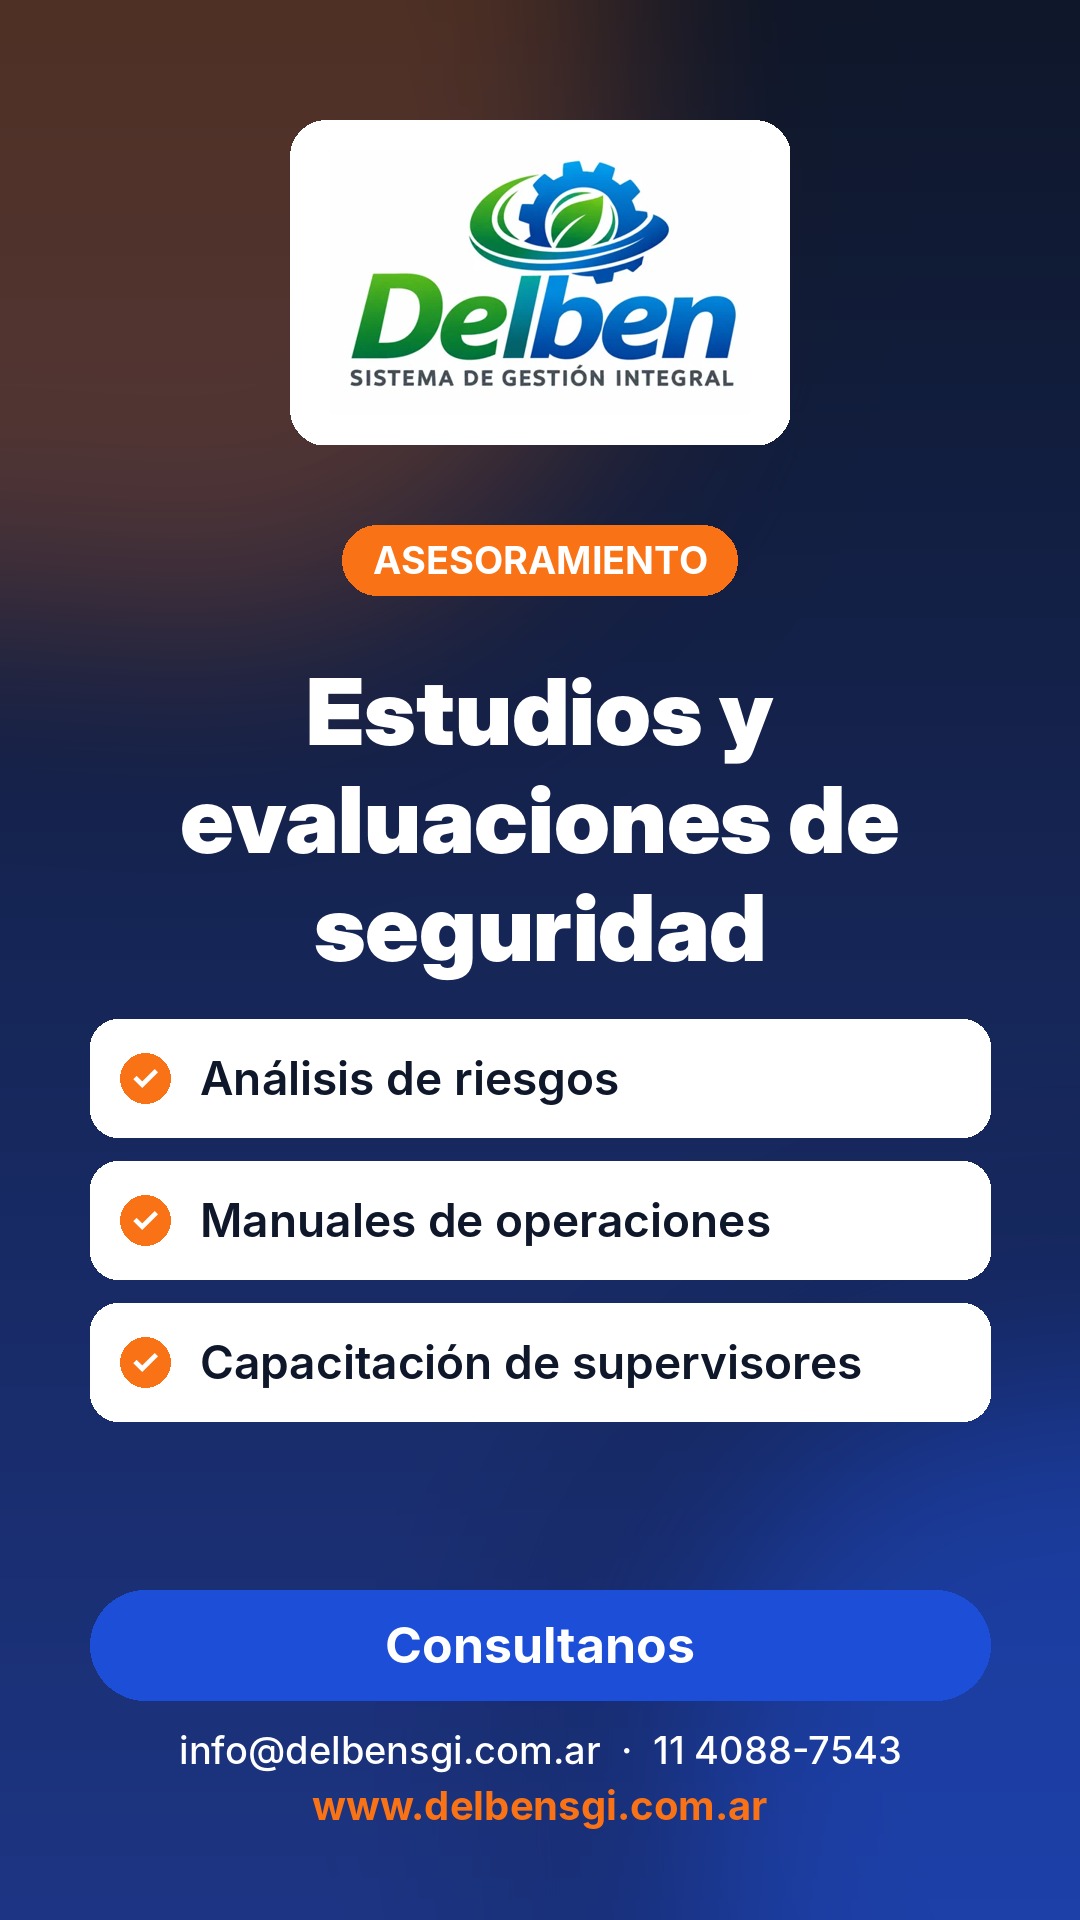 Delben
SISTEMA DE GESTIÓN INTEGRAL
ASESORAMIENTO
Estudios y
evaluaciones de
seguridad
Análisis de riesgos
Manuales de operaciones
Capacitación de supervisores
Consultanos
info@delbensgi.com.ar · 11 4088-7543
www.delbensgi.com.ar